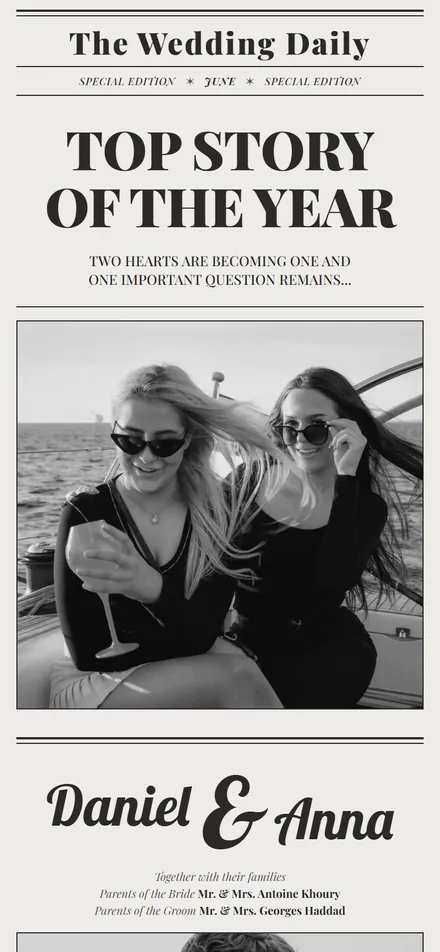 The Wedding Daily
SPECIAL EDITION ✶ JUNE ✶ SPECIAL EDITION
TOP STORY
OF THE YEAR
TWO HEARTS ARE BECOMING ONE AND
ONE IMPORTANT QUESTION REMAINS...
Daniel & Anna
Together with their families
Parents of the Bride Mr. & Mrs. Antoine Khoury
Parents of the Groom Mr. & Mrs. Georges Haddad